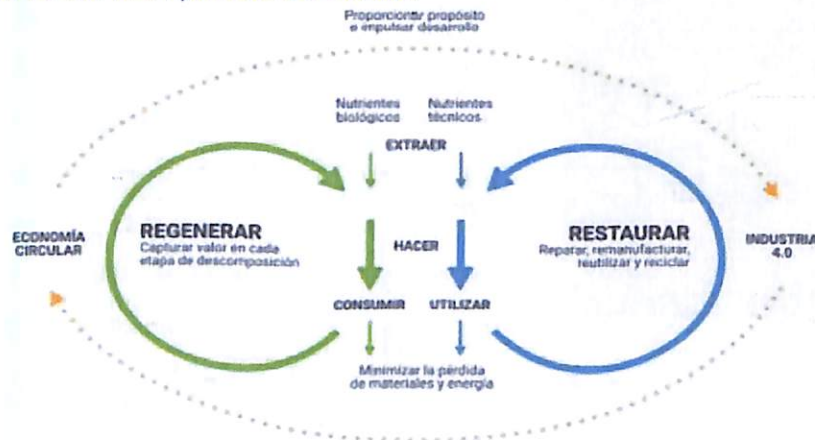 Proporcionar propósito
e impulsar desarrollo
Nutrientes
biológicos
Nutrientes
técnicos
EXTRAER
ECONOMÍA
CIRCULAR
REGENERAR
Capturar valor en cada
etapa de descomposición
HACER
RESTAURAR
Reparar, remanufacturar,
reutilizar y reciclar
INDUSTRIA
4.0
CONSUMIR
UTILIZAR
Minimizar la pérdida
de materiales y energía